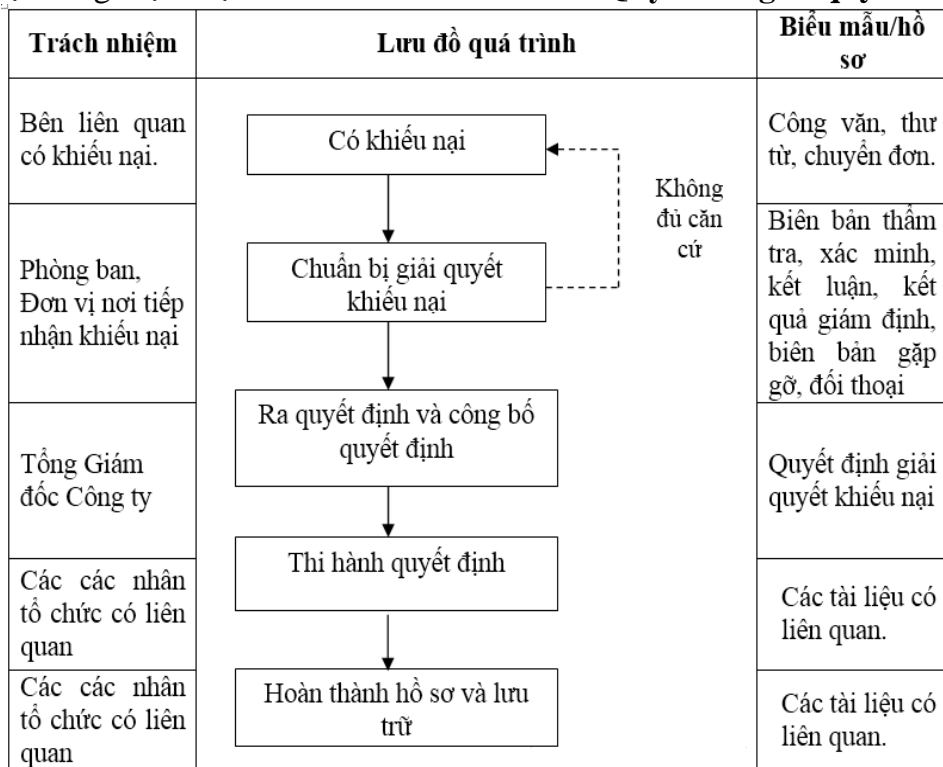 Trách nhiệm
Lưu đồ quá trình
Biểu mẫu/hồ
sơ
Bên liên quan
có khiếu nại.
Có khiếu nại
Công văn, thư
từ, chuyển đơn.
Không
đủ căn
cứ
Phòng ban,
Đơn vị nơi tiếp
nhận khiếu nại
Chuẩn bị giải quyết
khiếu nại
Biên bản thẩm
tra, xác minh,
kết luận, kết
quả giám định,
biên bản gặp
gỡ, đối thoại
Tổng Giám
đốc Công ty
Ra quyết định và công bố
quyết định
Quyết định giải
quyết khiếu nại
Các các nhân
tổ chức có liên
quan
Thi hành quyết định
Các tài liệu có
liên quan.
Các các nhân
tổ chức có liên
quan
Hoàn thành hồ sơ và lưu
trữ
Các tài liệu có
liên quan.